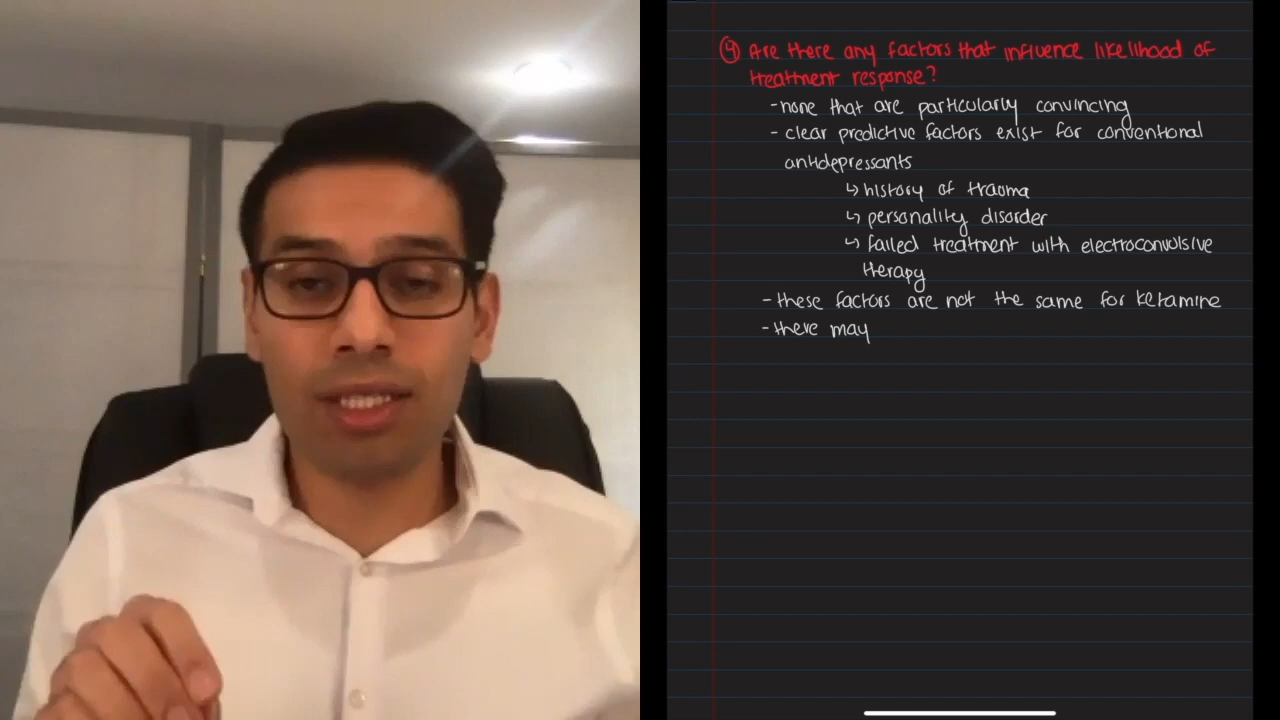 ④ Are there any factors that influence likelihood of
treatment response?
- none that are particularly convincing
- clear predictive factors exist for conventional
antidepressants
↳ history of trauma
↳ personality disorder
↳ failed treatment with electroconvulsive
therapy
- these factors are not the same for ketamine
- there may